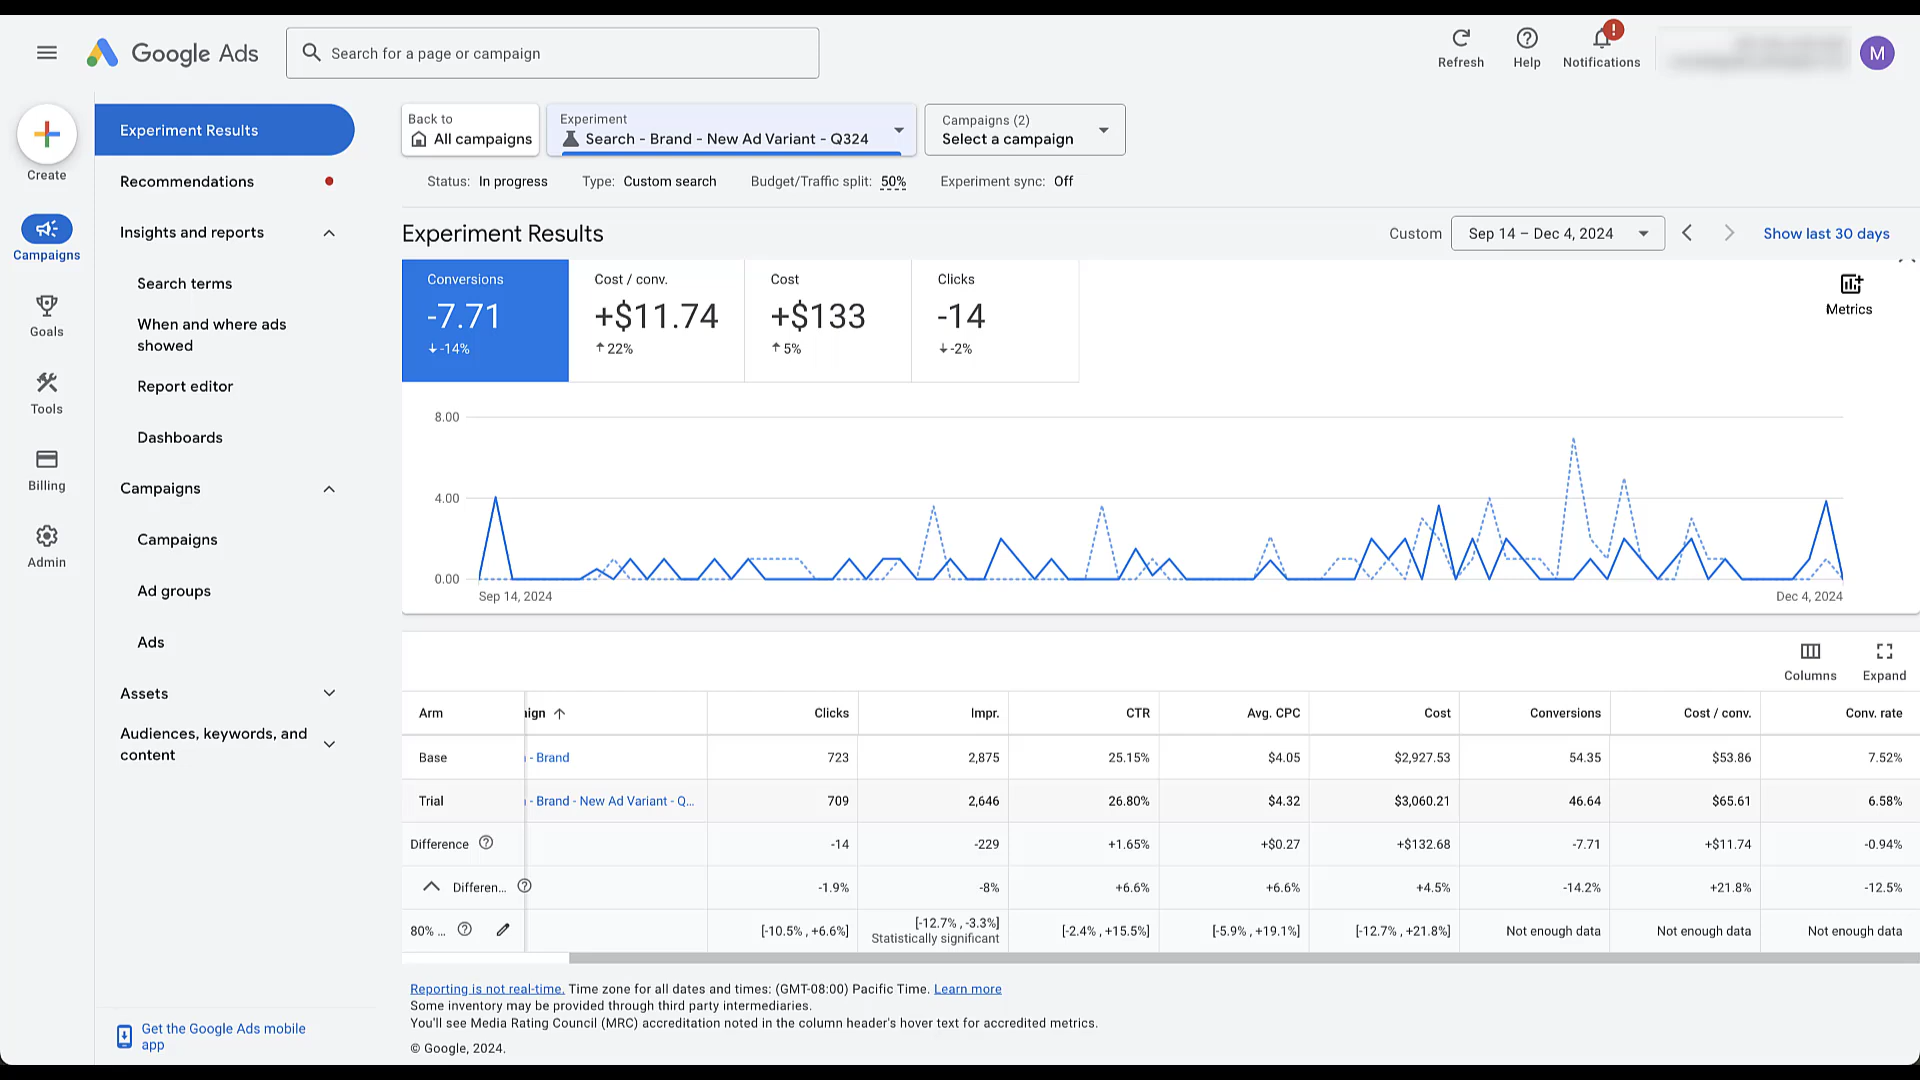 Google Ads
Search for a page or campaign
Refresh
Help
!
Notifications
M
Create
Campaigns
Goals
Tools
Billing
Admin
Experiment Results
Recommendations
Insights and reports
Search terms
When and where ads
showed
Report editor
Dashboards
Campaigns
Campaigns
Ad groups
Ads
Assets
Audiences, keywords, and
content
Get the Google Ads mobile
app
Back to
All campaigns
Experiment
Search - Brand - New Ad Variant - Q324
Campaigns (2)
Select a campaign
Status: In progress Type: Custom search Budget/Traffic split: 50% Experiment sync: Off
Experiment Results
Custom Sep 14 – Dec 4, 2024 Show last 30 days
Conversions
-7.71
-14%
Cost / conv.
+$11.74
22%
Cost
+$133
5%
Clicks
-14
-2%
Metrics
8.00
4.00
0.00
Sep 14, 2024 Dec 4, 2024
Columns Expand
Arm aign Clicks Impr. CTR Avg. CPC Cost Conversions Cost / conv. Conv. rate
Base - Brand 723 2,875 25.15% $4.05 $2,927.53 54.35 $53.86 7.52%
Trial - Brand - New Ad Variant - Q... 709 2,646 26.80% $4.32 $3,060.21 46.64 $65.61 6.58%
Difference ? -14 -229 +1.65% +$0.27 +$132.68 -7.71 +$11.74 -0.94%
Differen... ? -1.9% -8% +6.6% +6.6% +4.5% -14.2% +21.8% -12.5%
80% ... ? [-10.5% , +6.6%] [-12.7% , -3.3%] Statistically significant [-2.4% , +15.5%] [-5.9% , +19.1%] [-12.7% , +21.8%] Not enough data Not enough data Not enough data
Reporting is not real-time. Time zone for all dates and times: (GMT-08:00) Pacific Time. Learn more
Some inventory may be provided through third party intermediaries.
You'll see Media Rating Council (MRC) accreditation noted in the column header's hover text for accredited metrics.
© Google, 2024.